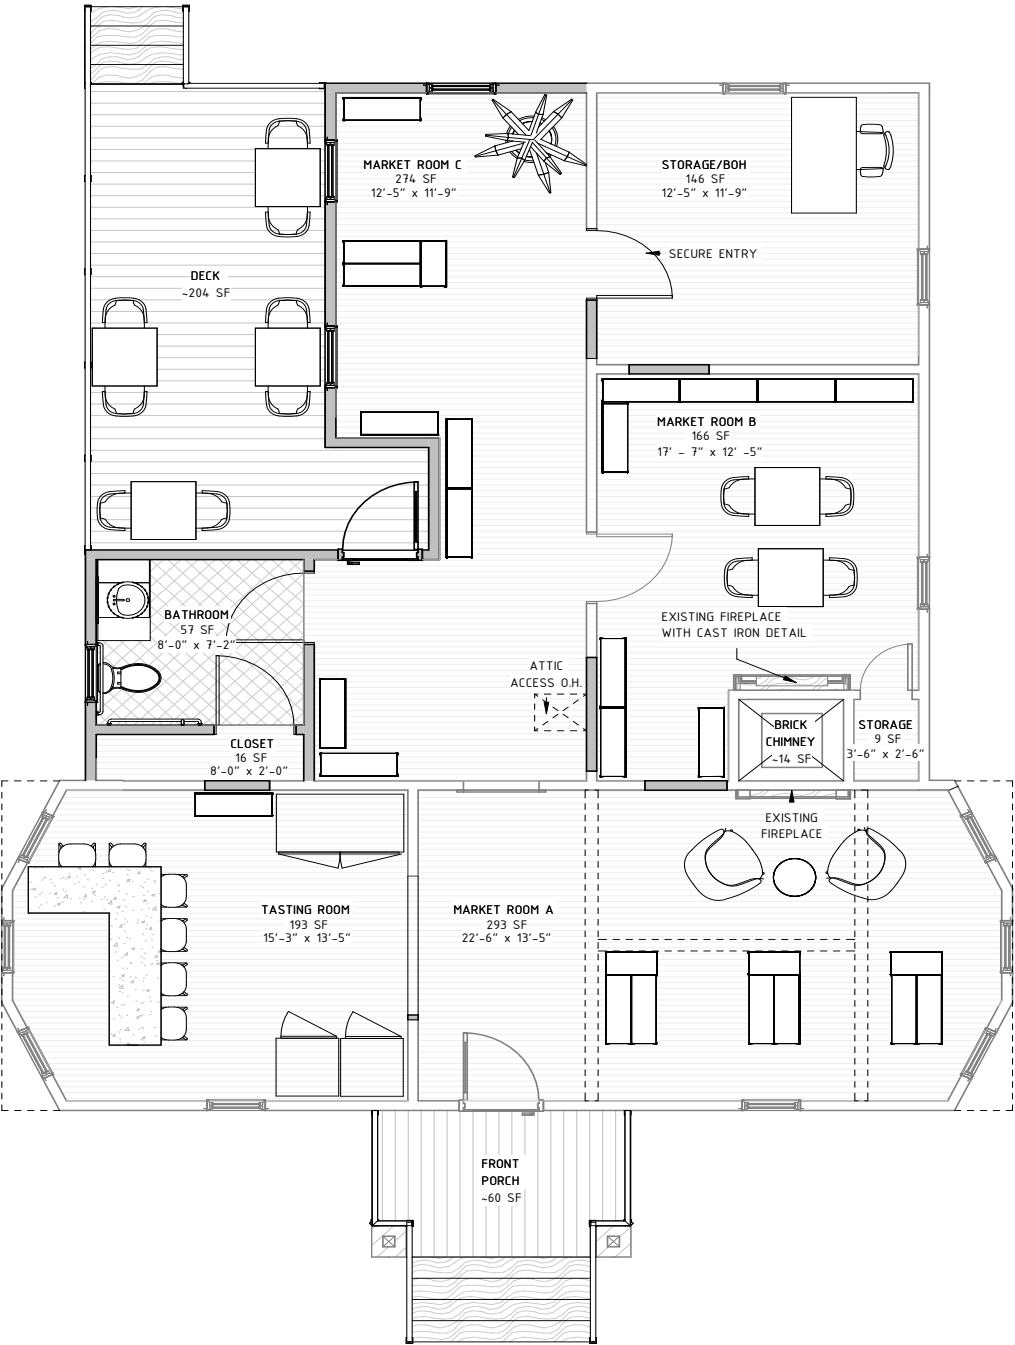 MARKET ROOM C
274 SF
12'-5" x 11'-9"
STORAGE/BOH
146 SF
12'-5" x 11'-9"
SECURE ENTRY
DECK
~204 SF
MARKET ROOM B
166 SF
17' - 7" x 12' -5"
BATHROOM
57 SF
8'-0" x 7'-2"
EXISTING FIREPLACE
WITH CAST IRON DETAIL
ATTIC
ACCESS O.H.
CLOSET
16 SF
8'-0" x 2'-0"
BRICK
CHIMNEY
~14 SF
STORAGE
9 SF
3'-6" x 2'-6"
EXISTING
FIREPLACE
TASTING ROOM
193 SF
15'-3" x 13'-5"
MARKET ROOM A
293 SF
22'-6" x 13'-5"
FRONT
PORCH
~60 SF